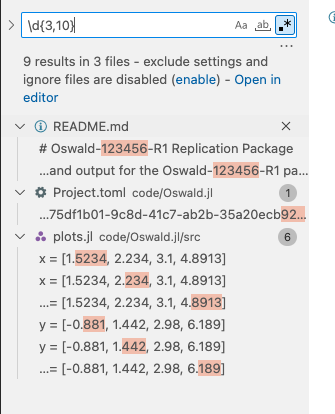 \d{3,10}
Aa ab .*
...
9 results in 3 files - exclude settings and
ignore files are disabled (enable) - Open in
editor
README.md
# Oswald-123456-R1 Replication Package
...and output for the Oswald-123456-R1 pa...
Project.toml code/Oswald.jl 1
...75df1b01-9c8d-41c7-ab2b-35a20ecb92...
plots.jl code/Oswald.jl/src 6
x = [1.5234, 2.234, 3.1, 4.8913]
x = [1.5234, 2.234, 3.1, 4.8913]
...= [1.5234, 2.234, 3.1, 4.8913]
y = [-0.881, 1.442, 2.98, 6.189]
y = [-0.881, 1.442, 2.98, 6.189]
...= [-0.881, 1.442, 2.98, 6.189]